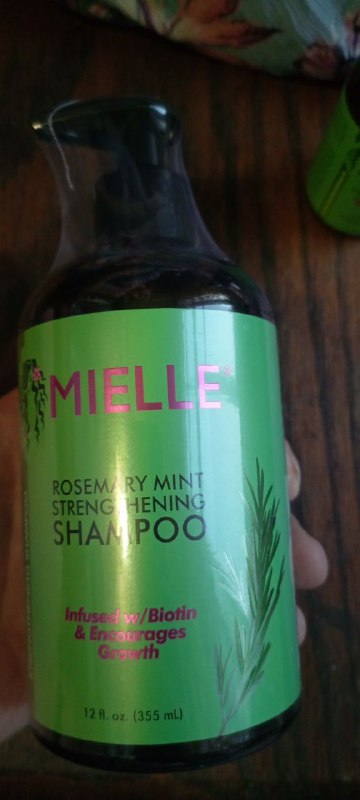 MIELLE
ROSEMARY MINT
STRENGTHENING
SHAMPOO
Infused w/Biotin
& Encourages
Growth
12 fl. oz. (355 mL)